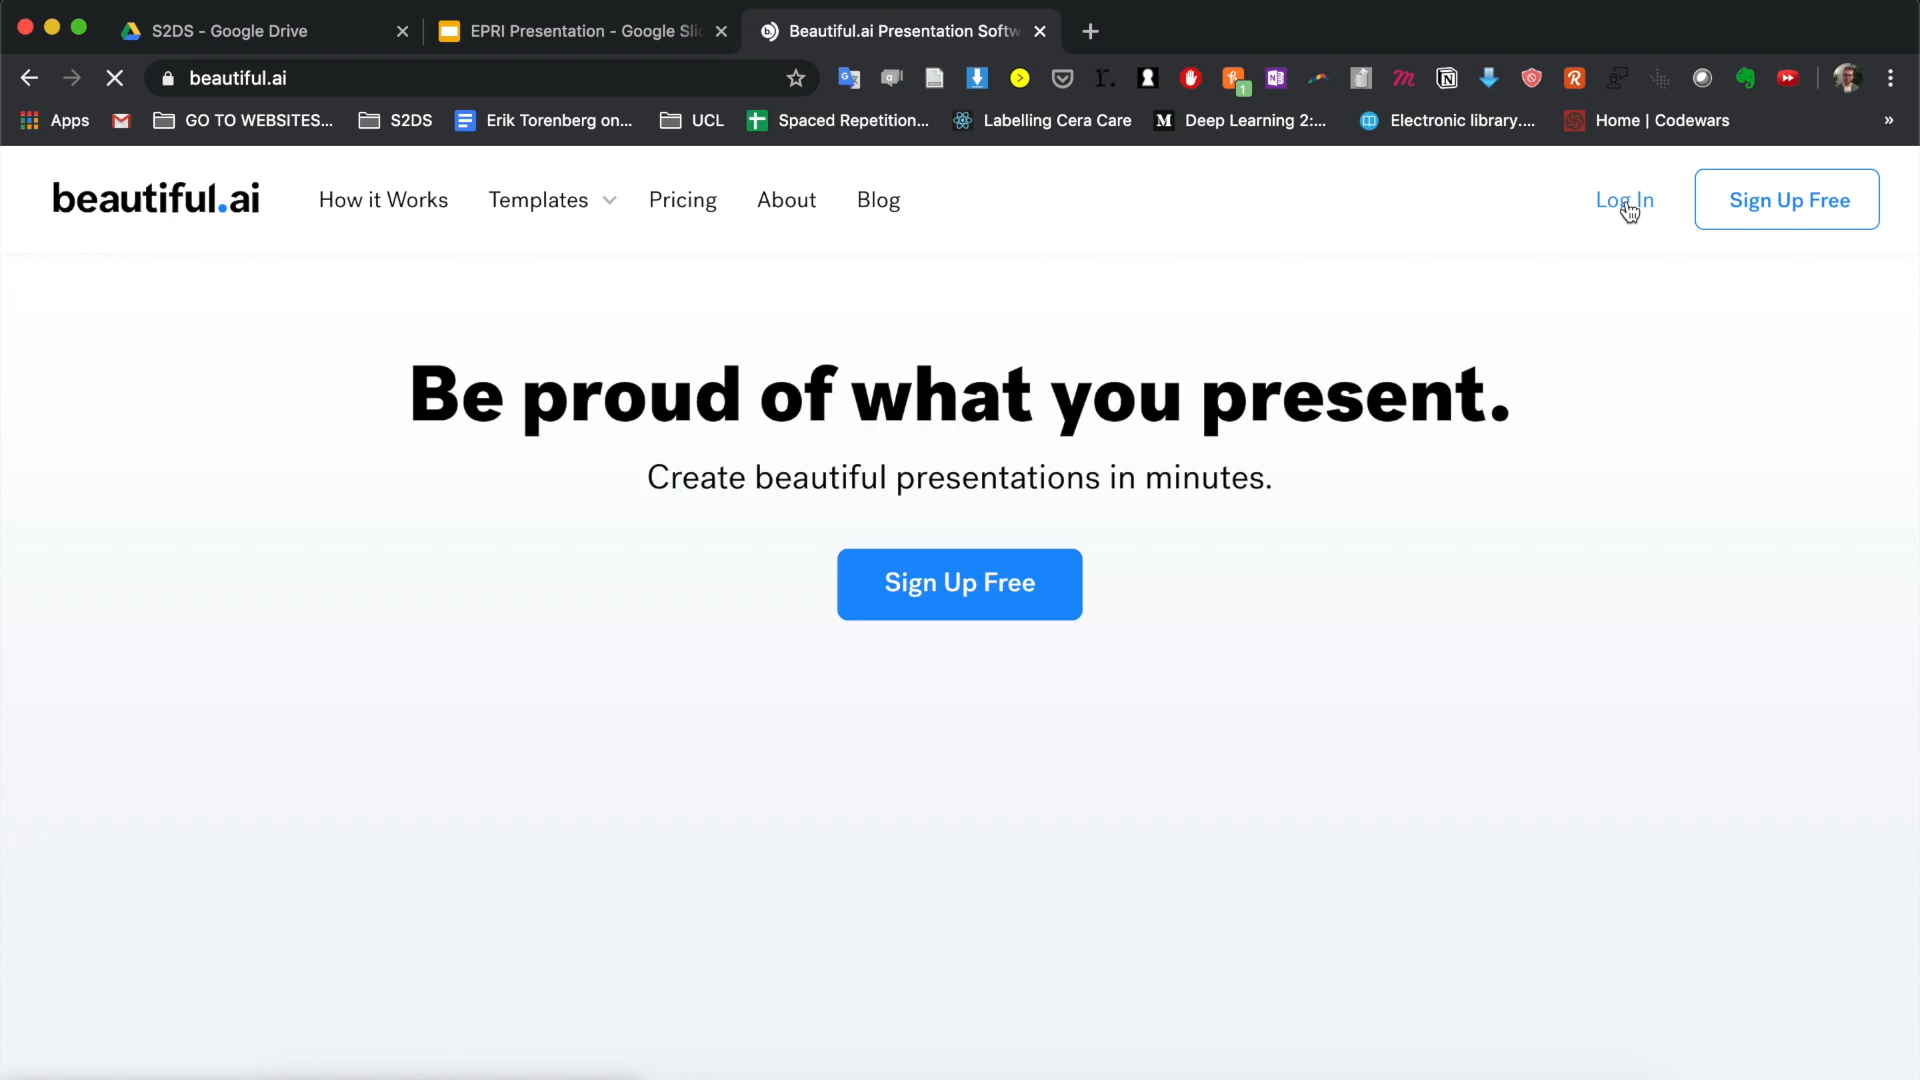 S2DS - Google Drive
EPRI Presentation - Google Slic
Beautiful.ai Presentation Softw
beautiful.ai
1
Apps
GO TO WEBSITES...
S2DS
Erik Torenberg on...
UCL
Spaced Repetition...
Labelling Cera Care
M
Deep Learning 2:...
Electronic library....
Home | Codewars
»
beautiful.ai
How it Works
Templates
Pricing
About
Blog
Log In
Sign Up Free
Be proud of what you present.
Create beautiful presentations in minutes.
Sign Up Free